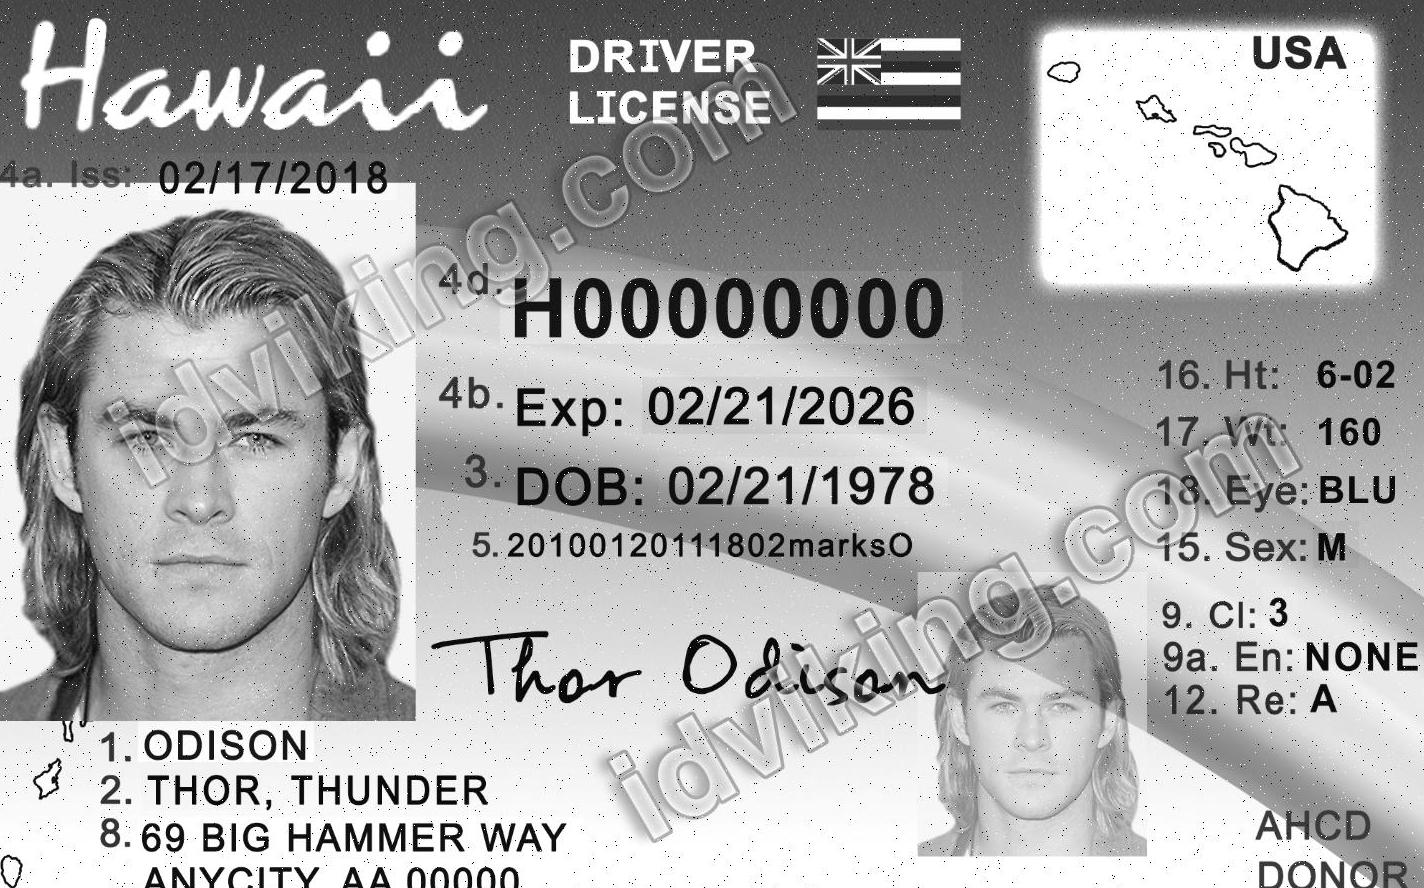 Hawaii
DRIVER
LICENSE
USA
4a. Iss: 02/17/2018
4d. H00000000
4b. Exp: 02/21/2026
3. DOB: 02/21/1978
5. 20100120111802marksO
16. Ht: 6-02
17. Wt: 160
18. Eye: BLU
15. Sex: M
9. Cl: 3
9a. En: NONE
12. Re: A
Thor Odison
1. ODISON
2. THOR, THUNDER
8. 69 BIG HAMMER WAY
ANYCITY, AA 00000
AHCD
DONOR
idviking.com
idviking.com